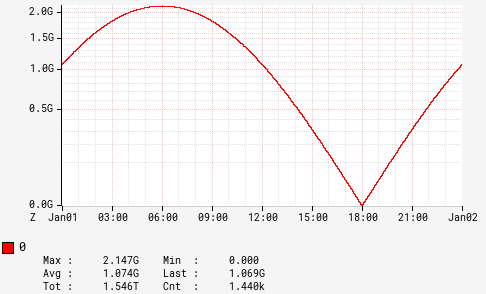 2.0G
1.5G
1.0G
0.5G
0.0G
Z Jan01 03:00 06:00 09:00 12:00 15:00 18:00 21:00 Jan02
0
Max : 2.147G Min : 0.000
Avg : 1.074G Last : 1.069G
Tot : 1.546T Cnt : 1.440k